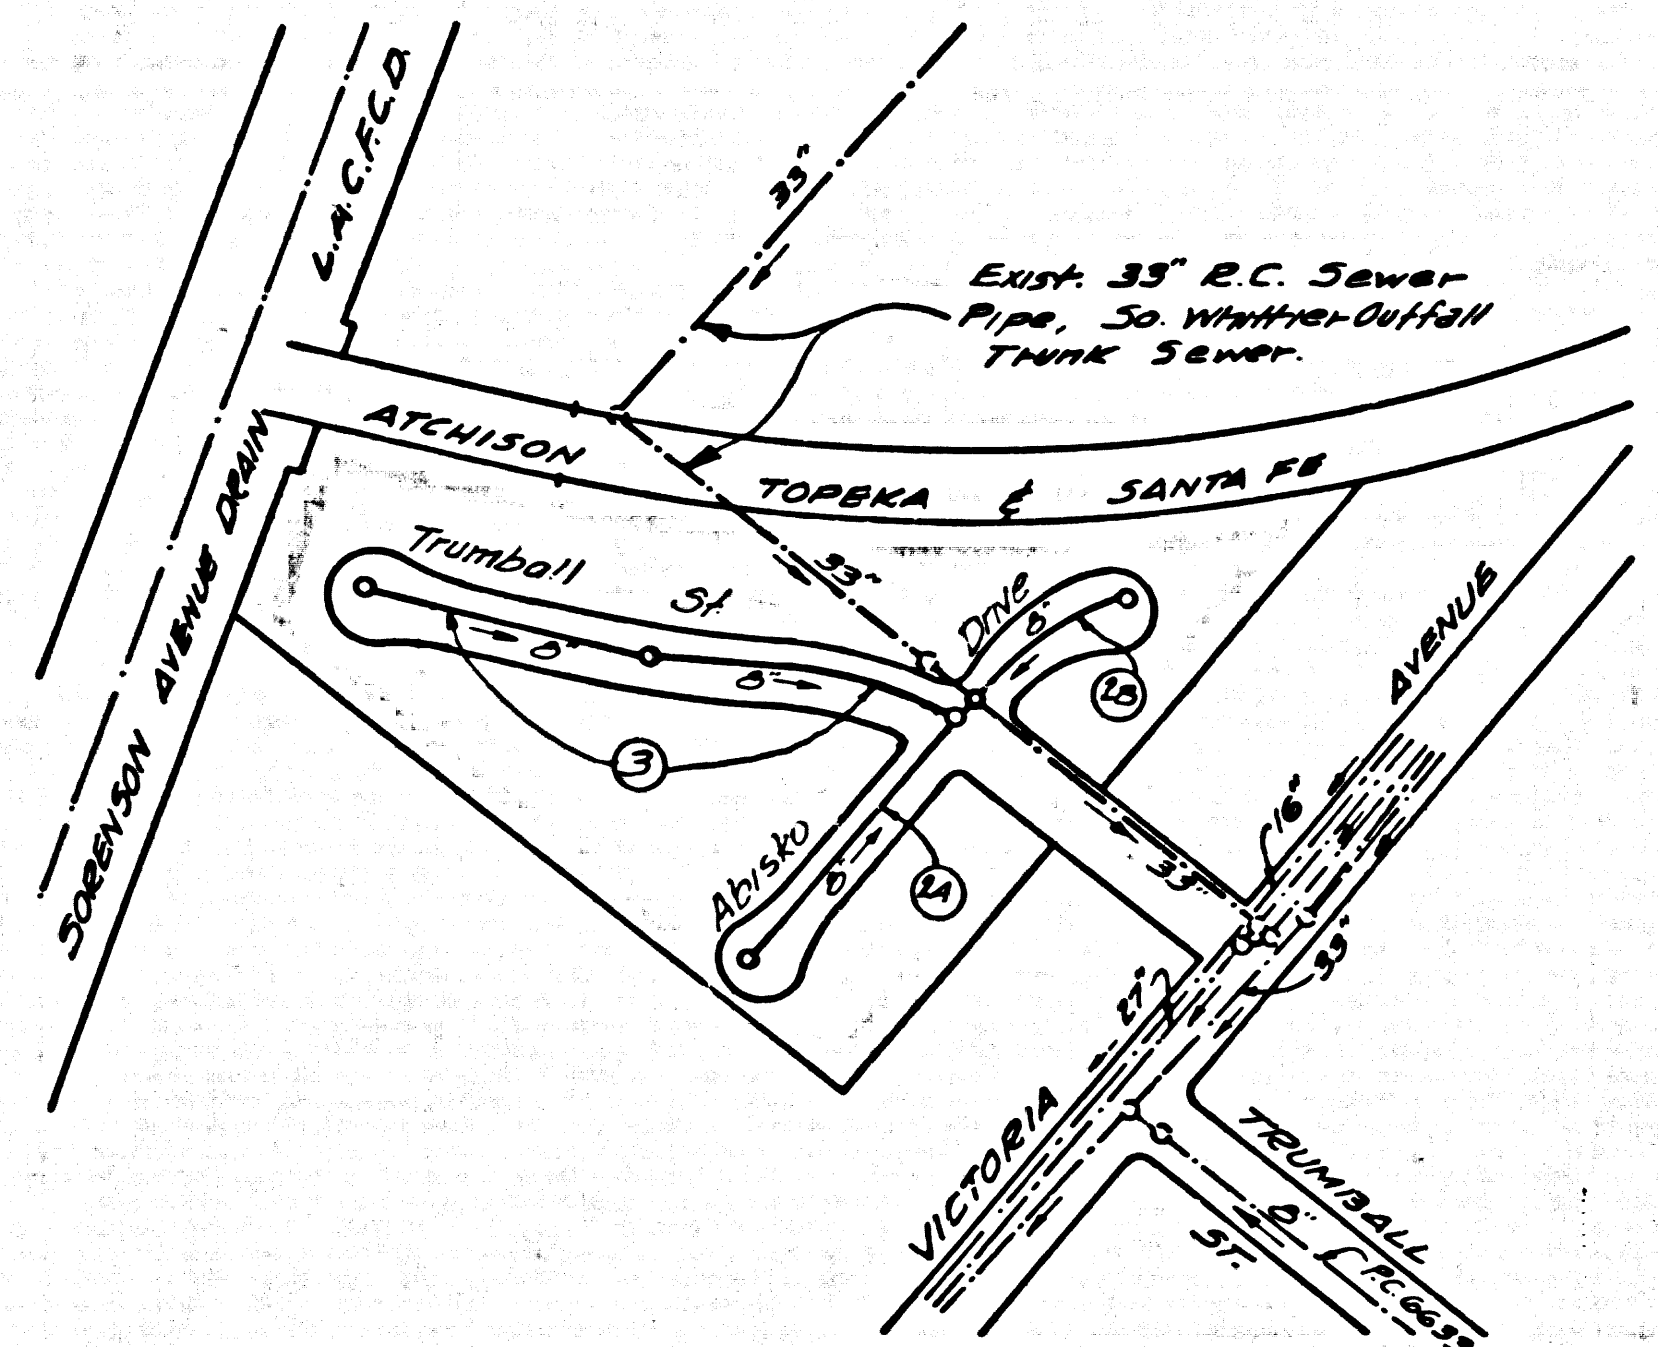 L.A.C.F.C.D.
33"
Exist. 33" R.C. Sewer
Pipe, So. Whittier Outfall
Trunk Sewer.
ATCHISON TOPEKA & SANTA FE
SORENSON AVENUE DRAIN
Trumball St.
33"
Drive
8"
8"
8"
2B
3
AVENUE
16"
Abisko
8"
2A
33"
33"
27"
VICTORIA
TRUMBALL
ST.
8"
P.C. 6633